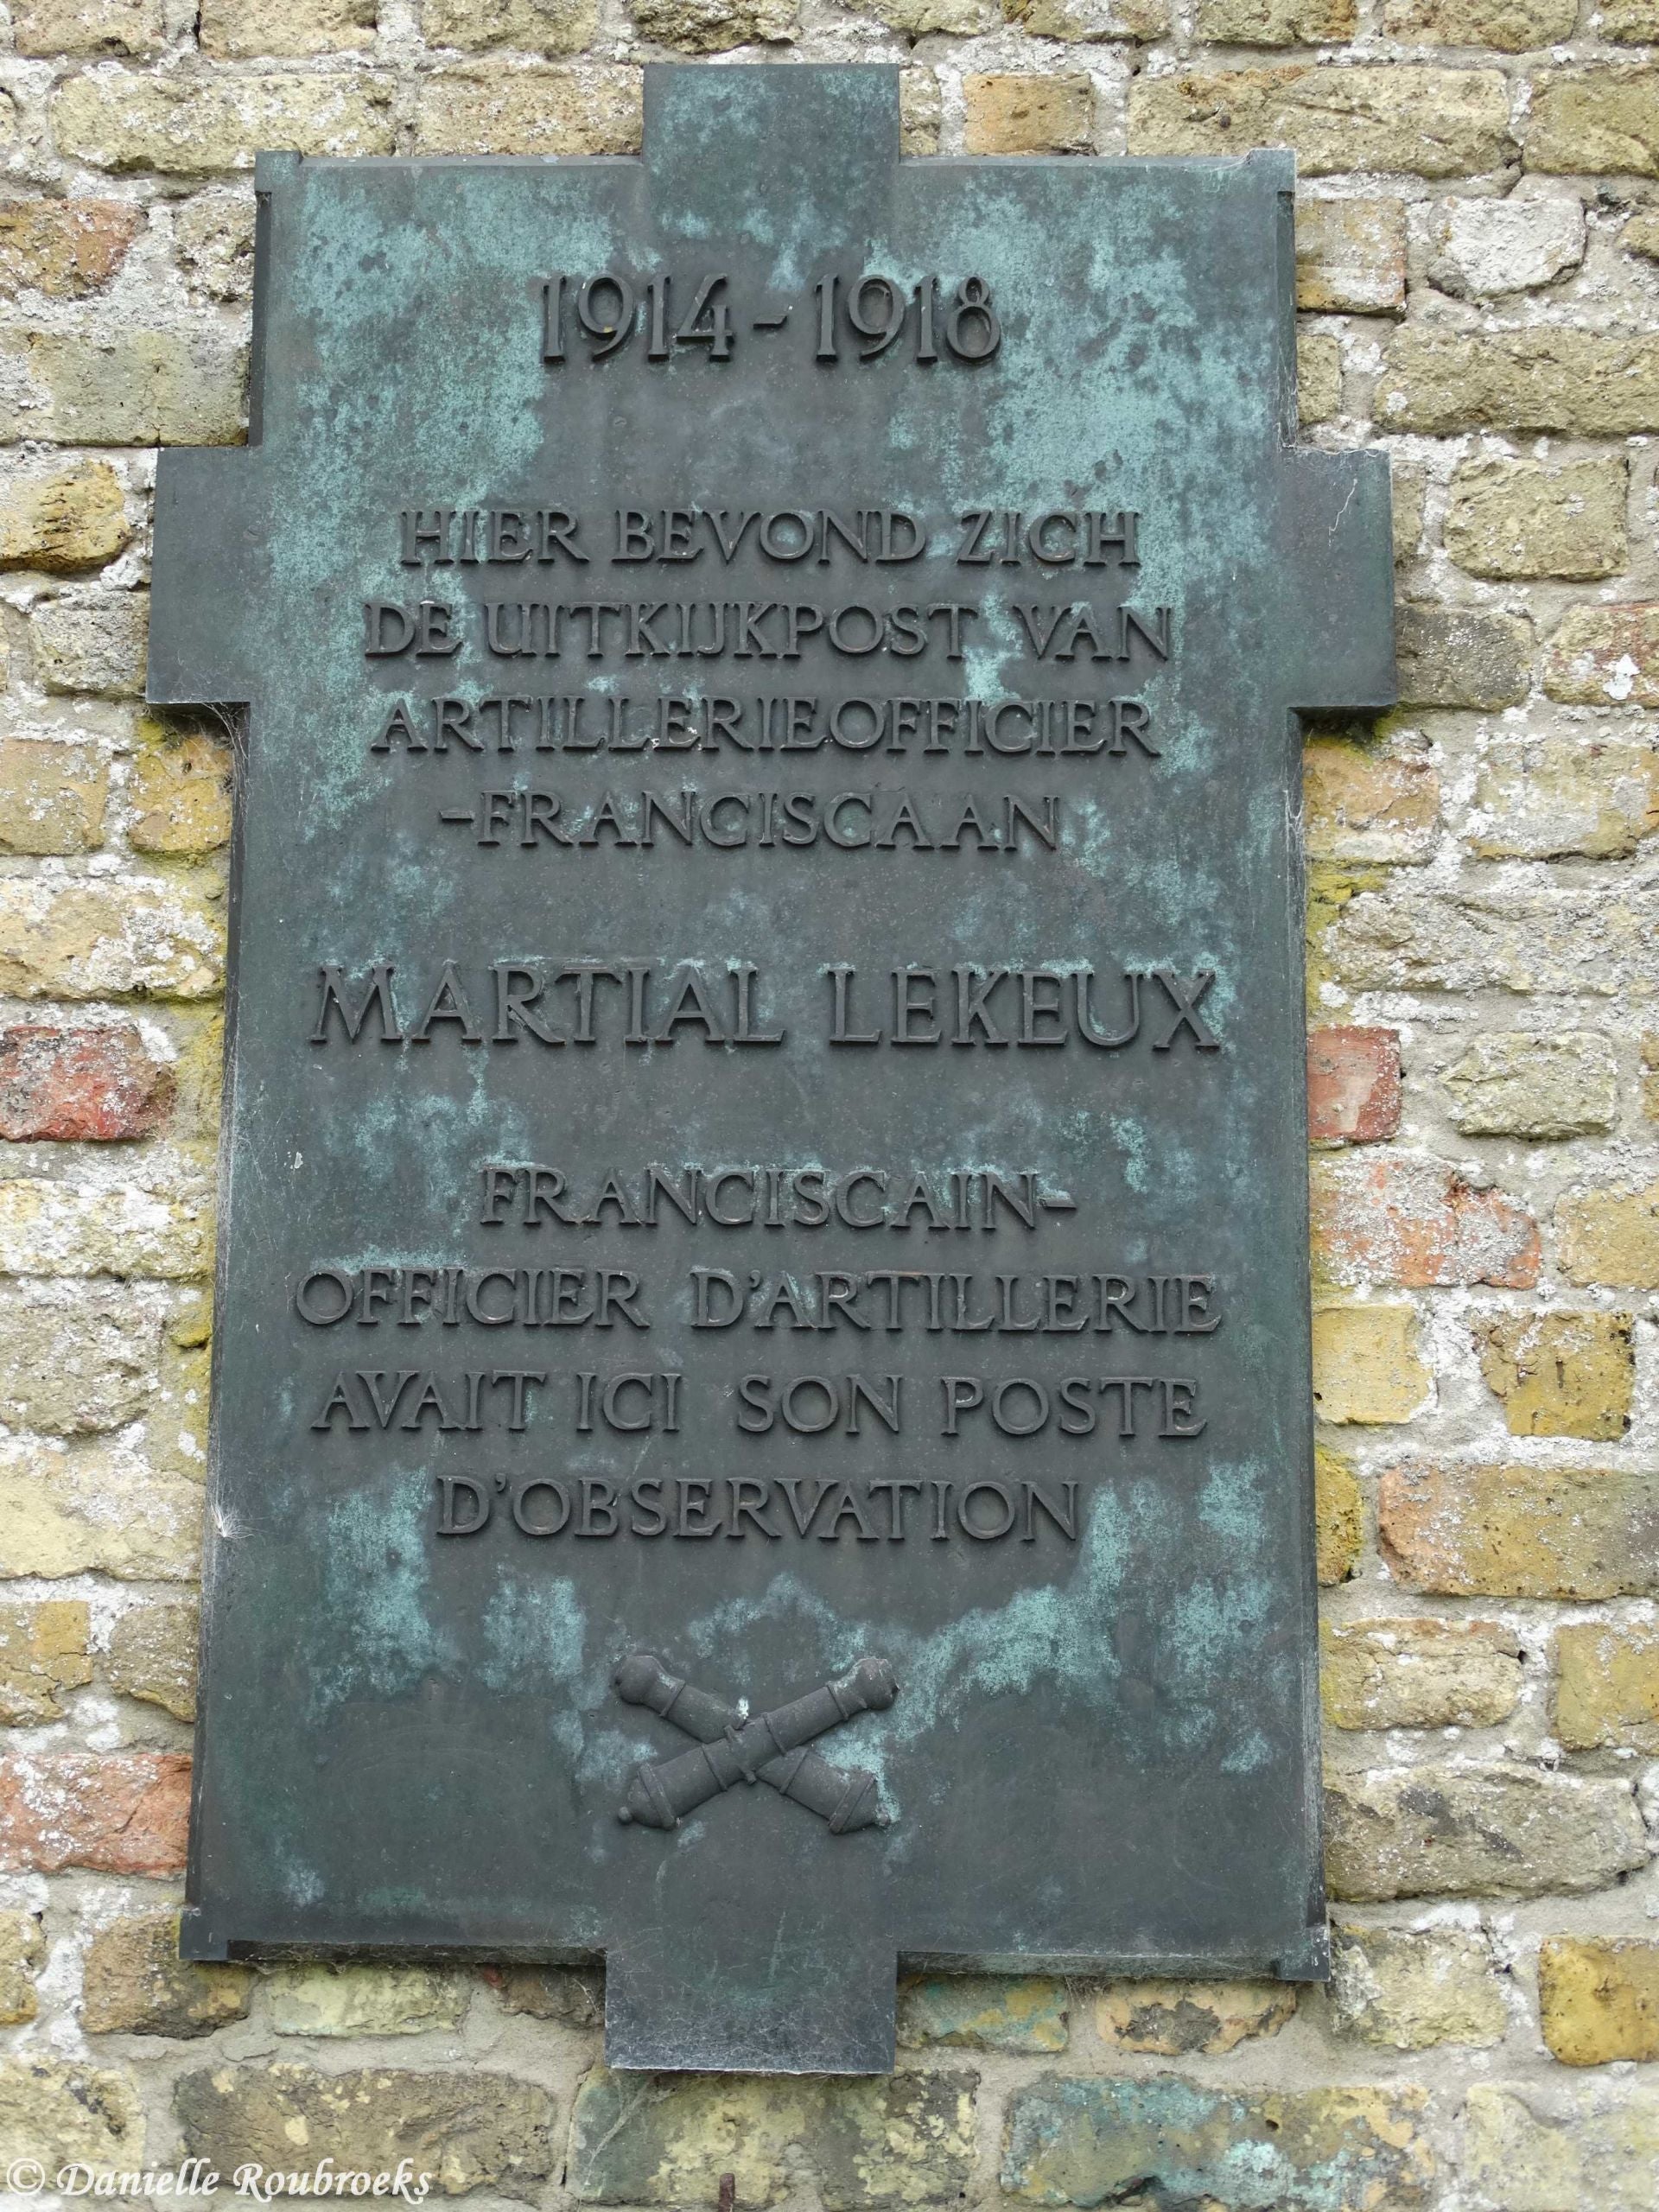 1914 - 1918
HIER BEVOND ZICH
DE UITKIJKPOST VAN
ARTILLERIEOFFICIER
-FRANCISCAAN
MARTIAL LEKEUX
FRANCISCAIN-
OFFICIER D'ARTILLERIE
AVAIT ICI SON POSTE
D'OBSERVATION
© Danielle Roubroeks